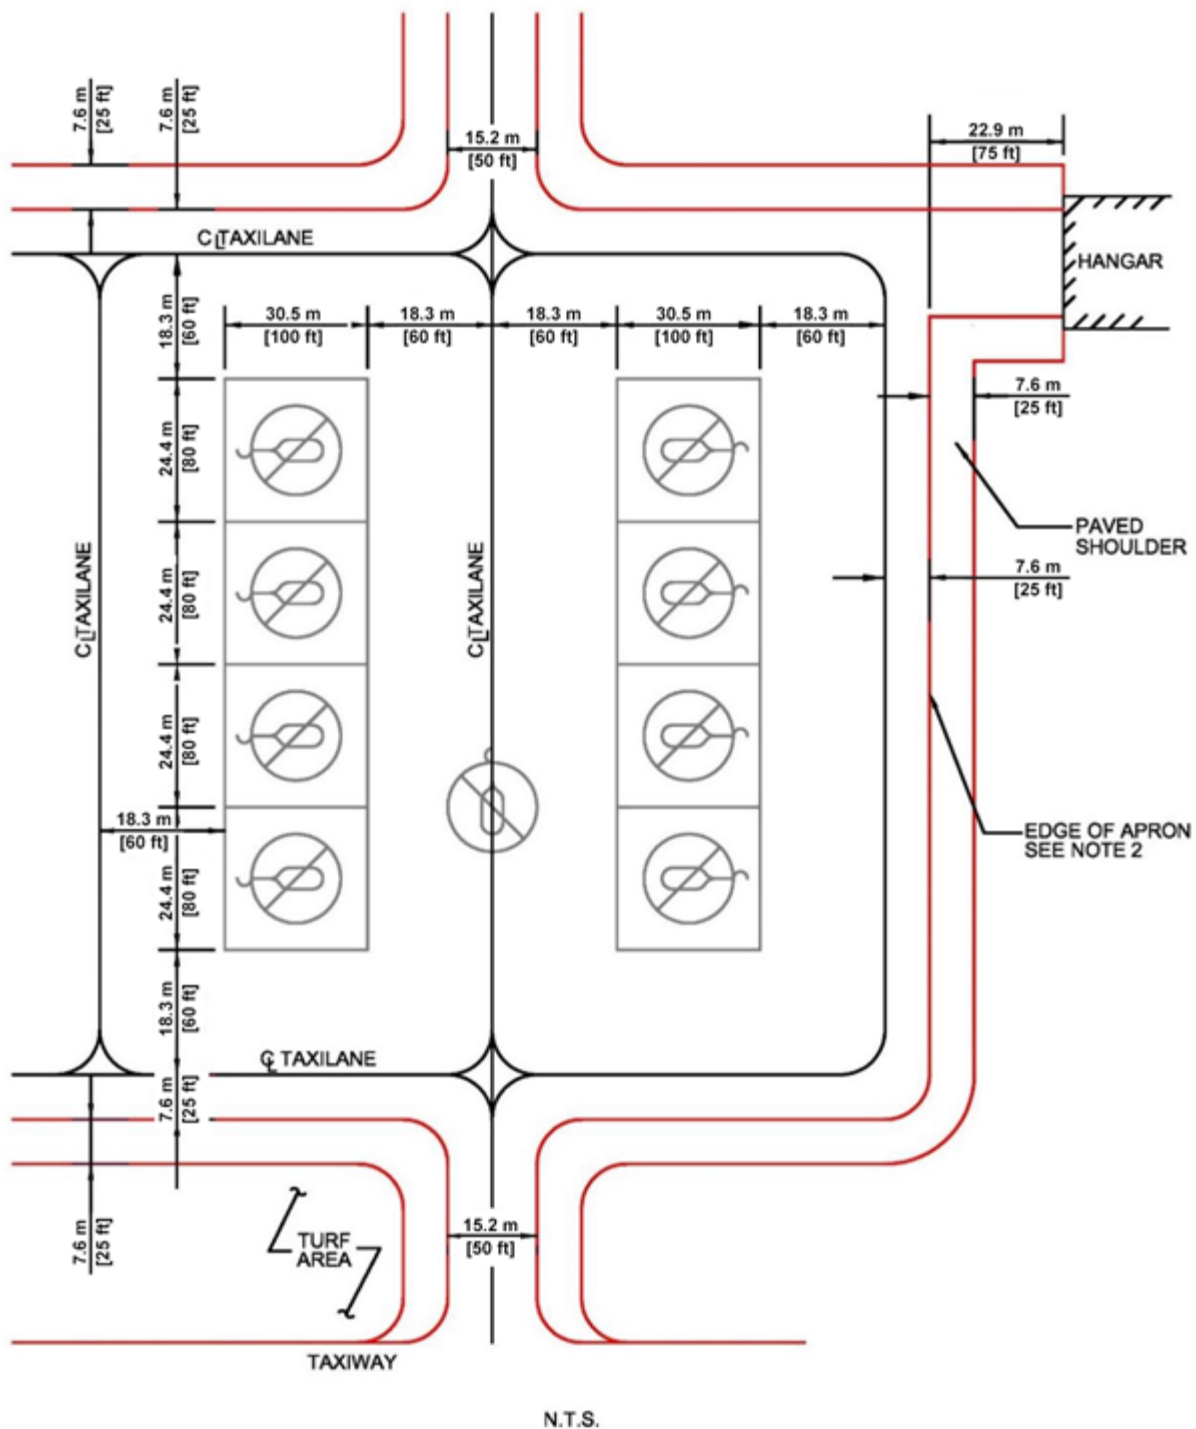 7.6 m
[25 ft]
7.6 m
[25 ft]
15.2 m
[50 ft]
22.9 m
[75 ft]
CL TAXILANE
HANGAR
18.3 m
[60 ft]
30.5 m
[100 ft]
18.3 m
[60 ft]
18.3 m
[60 ft]
30.5 m
[100 ft]
18.3 m
[60 ft]
7.6 m
[25 ft]
24.4 m
[80 ft]
PAVED
SHOULDER
CL TAXILANE
24.4 m
[80 ft]
CL TAXILANE
7.6 m
[25 ft]
24.4 m
[80 ft]
18.3 m
[60 ft]
EDGE OF APRON
SEE NOTE 2
24.4 m
[80 ft]
18.3 m
[60 ft]
CL TAXILANE
7.6 m
[25 ft]
7.6 m
[25 ft]
TURF
AREA
15.2 m
[50 ft]
TAXIWAY
N.T.S.